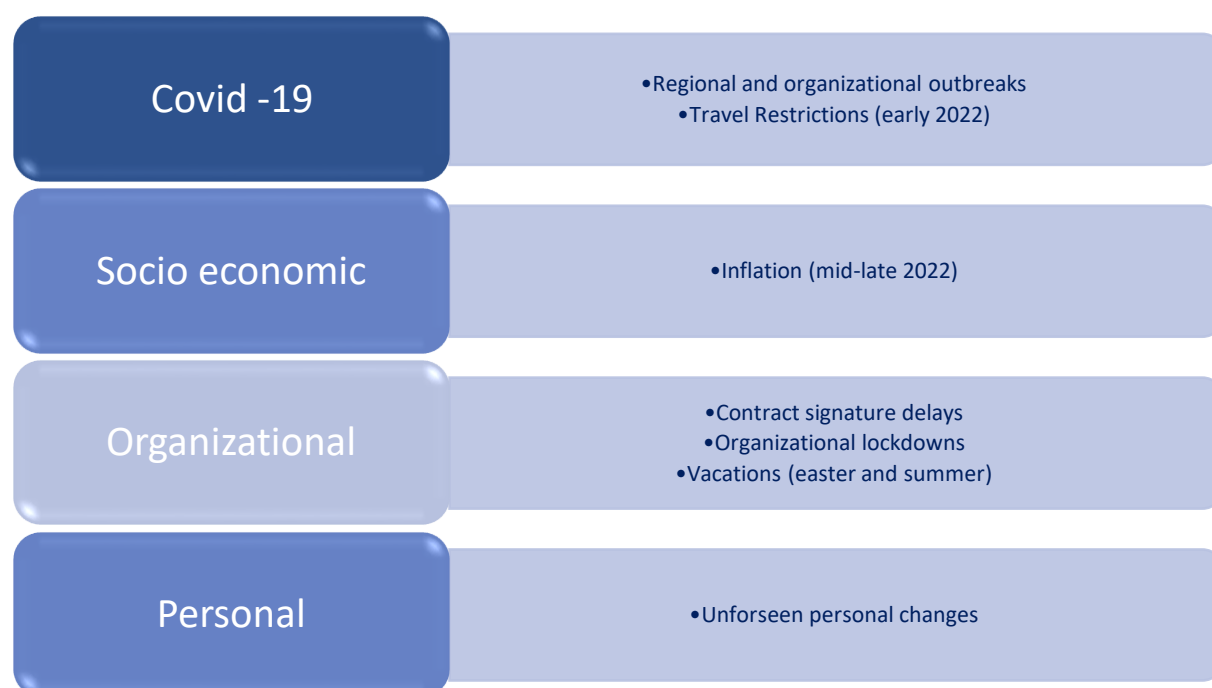 Covid -19
•Regional and organizational outbreaks
•Travel Restrictions (early 2022)
Socio economic
•Inflation (mid-late 2022)
Organizational
•Contract signature delays
•Organizational lockdowns
•Vacations (easter and summer)
Personal
•Unforseen personal changes